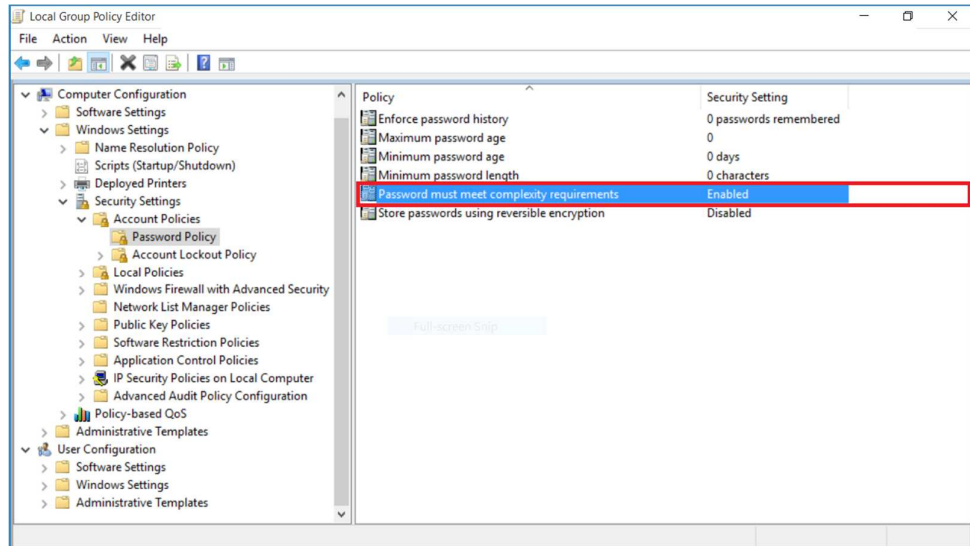 Local Group Policy Editor
File Action View Help
Computer Configuration
Software Settings
Windows Settings
Name Resolution Policy
Scripts (Startup/Shutdown)
Deployed Printers
Security Settings
Account Policies
Password Policy
Account Lockout Policy
Local Policies
Windows Firewall with Advanced Security
Network List Manager Policies
Public Key Policies
Software Restriction Policies
Application Control Policies
IP Security Policies on Local Computer
Advanced Audit Policy Configuration
Policy-based QoS
Administrative Templates
User Configuration
Software Settings
Windows Settings
Administrative Templates
Policy Security Setting
Enforce password history 0 passwords remembered
Maximum password age 0
Minimum password age 0 days
Minimum password length 0 characters
Password must meet complexity requirements Enabled
Store passwords using reversible encryption Disabled
Full-screen Snip